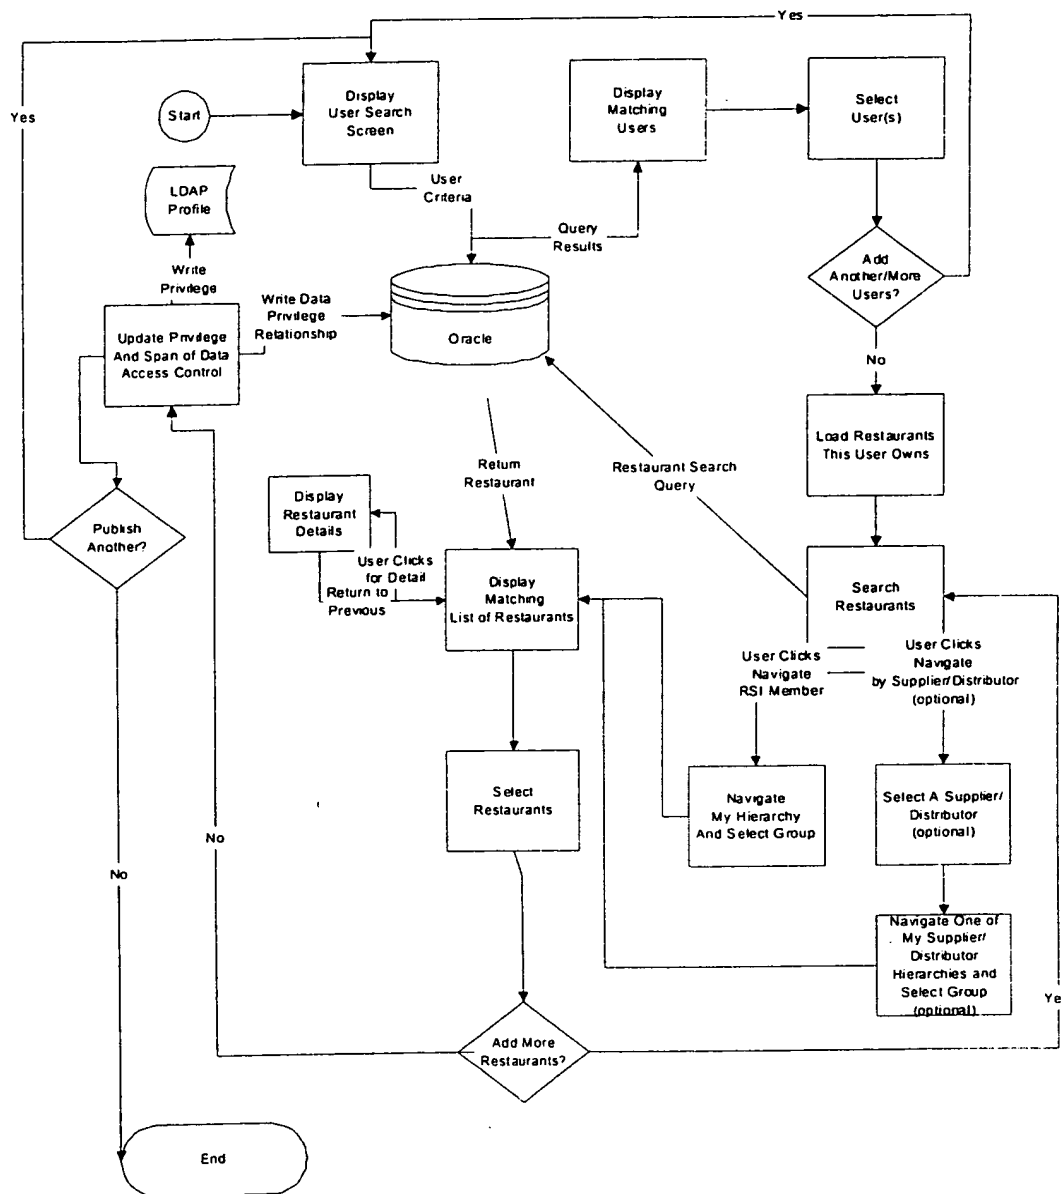 Yes
Yes
Start
Display
User Search
Screen
Display
Matching
Users
Select
User(s)
LDAP
Profile
User
Criteria
Query
Results
Add
Another/More
Users?
Write
Privilege
Write Data
Privilege
Relationship
Update Privilege
And Span of Data
Access Control
Oracle
No
Load Restaurants
This User Owns
Return
Restaurant
Restaurant Search
Query
Display
Restaurant
Details
Publish
Another?
User Clicks
for Detail
Return to
Previous
Display
Matching
List of Restaurants
Search
Restaurants
User Clicks
Navigate
RSI Member
User Clicks
Navigate
by Supplier/Distributor
(optional)
Select
Restaurants
Navigate
My Hierarchy
And Select Group
Select A Supplier/
Distributor
(optional)
No
No
Navigate One of
My Supplier/
Distributor
Hierarchies and
Select Group
(optional)
Ye
Add More
Restaurants?
End